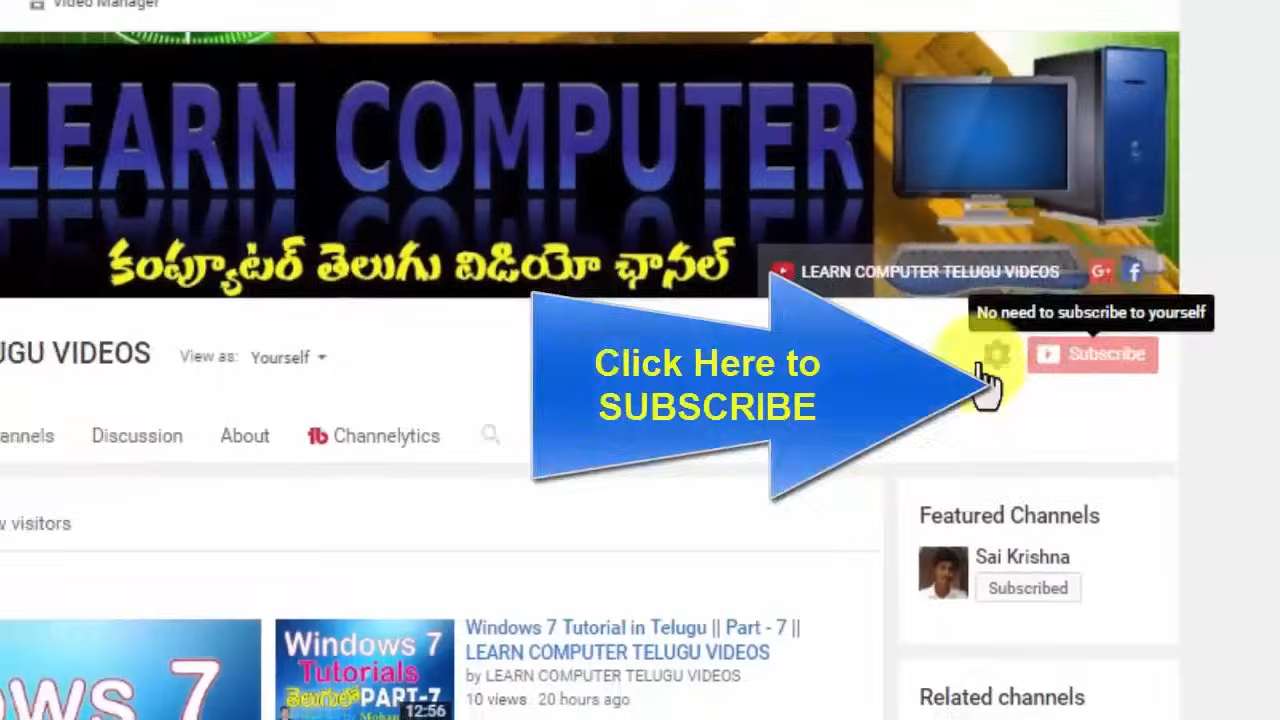 Video Manager
LEARN COMPUTER
కంప్యూటర్ తెలుగు విడియో ఛానల్
LEARN COMPUTER TELUGU VIDEOS
G+ f
No need to subscribe to yourself
UGU VIDEOS
View as: Yourself
Subscribe
Click Here to
SUBSCRIBE
annels Discussion About Channelytics
w visitors
Featured Channels
Sai Krishna
Subscribed
Windows 7 Tutorial in Telugu || Part - 7 ||
LEARN COMPUTER TELUGU VIDEOS
by LEARN COMPUTER TELUGU VIDEOS
10 views 20 hours ago
Windows 7
Tutorials
తెలుగులో PART-7
12:56
ows 7
Related channels